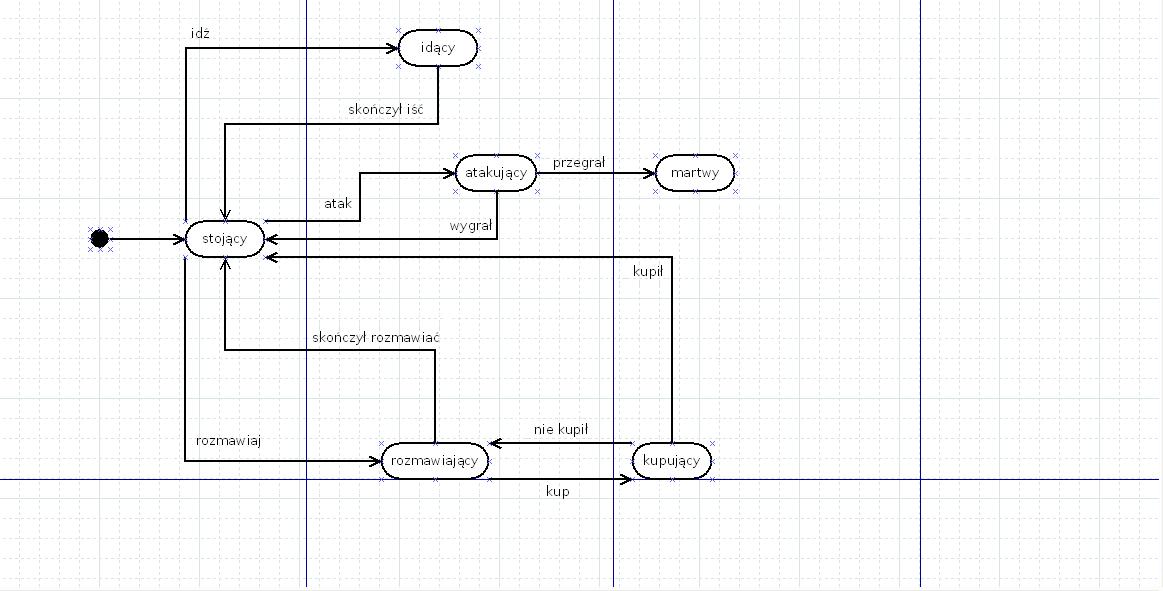 idź
idący
skończył iść
atakujący
przegrał
martwy
atak
wygrał
stojący
kupił
skończył rozmawiać
nie kupił
rozmawiaj
rozmawiający
kupujący
kup